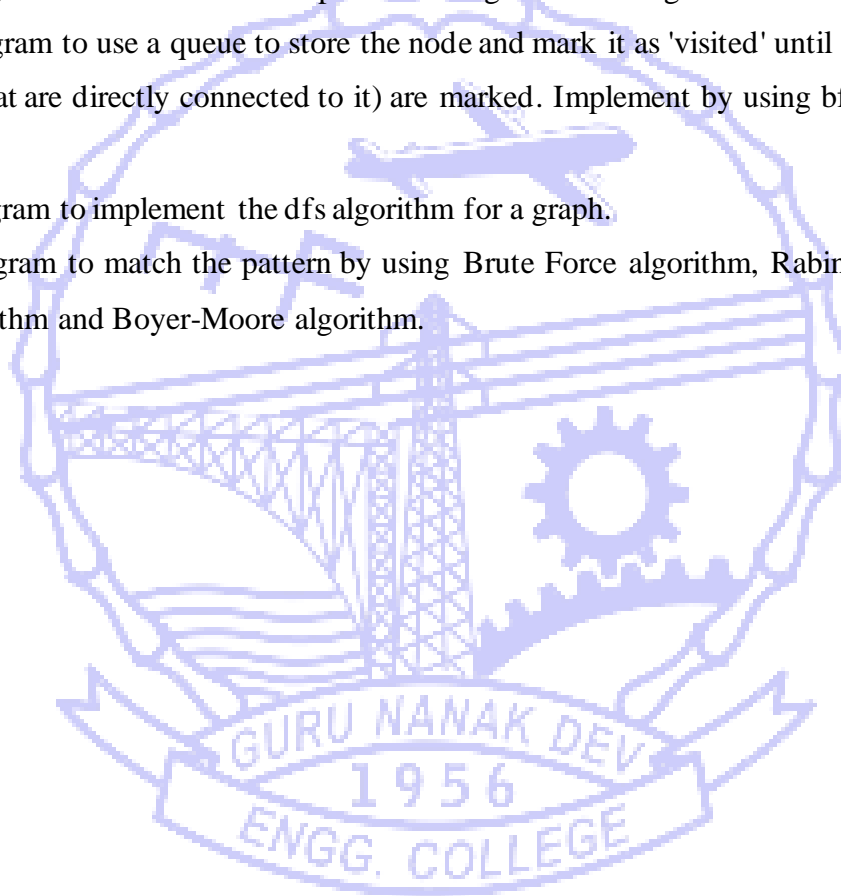 gram to use a queue to store the node and mark it as 'visited' until
at are directly connected to it) are marked. Implement by using bf
gram to implement the dfs algorithm for a graph.
gram to match the pattern by using Brute Force algorithm, Rabin
ithm and Boyer-Moore algorithm.
GURU NANAK DEV
1956
ENGG. COLLEGE